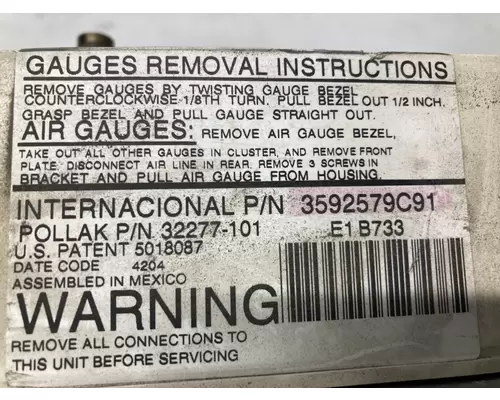 GAUGES REMOVAL INSTRUCTIONS
REMOVE GAUGES BY TWISTING GAUGE BEZEL
COUNTERCLOCKWISE 1/8TH TURN. PULL BEZEL OUT 1/2 INCH.
GRASP BEZEL AND PULL GAUGE STRAIGHT OUT.
AIR GAUGES: REMOVE AIR GAUGE BEZEL,
TAKE OUT ALL OTHER GAUGES IN CLUSTER, AND REMOVE FRONT
PLATE. DISCONNECT AIR LINE IN REAR. REMOVE 3 SCREWS IN
BRACKET AND PULL AIR GAUGE FROM HOUSING.
INTERNACIONAL P/N 3592579C91
POLLAK P/N 32277-101 E1B733
U.S. PATENT 5018087
DATE CODE 4204
ASSEMBLED IN MEXICO
WARNING
REMOVE ALL CONNECTIONS TO
THIS UNIT BEFORE SERVICING